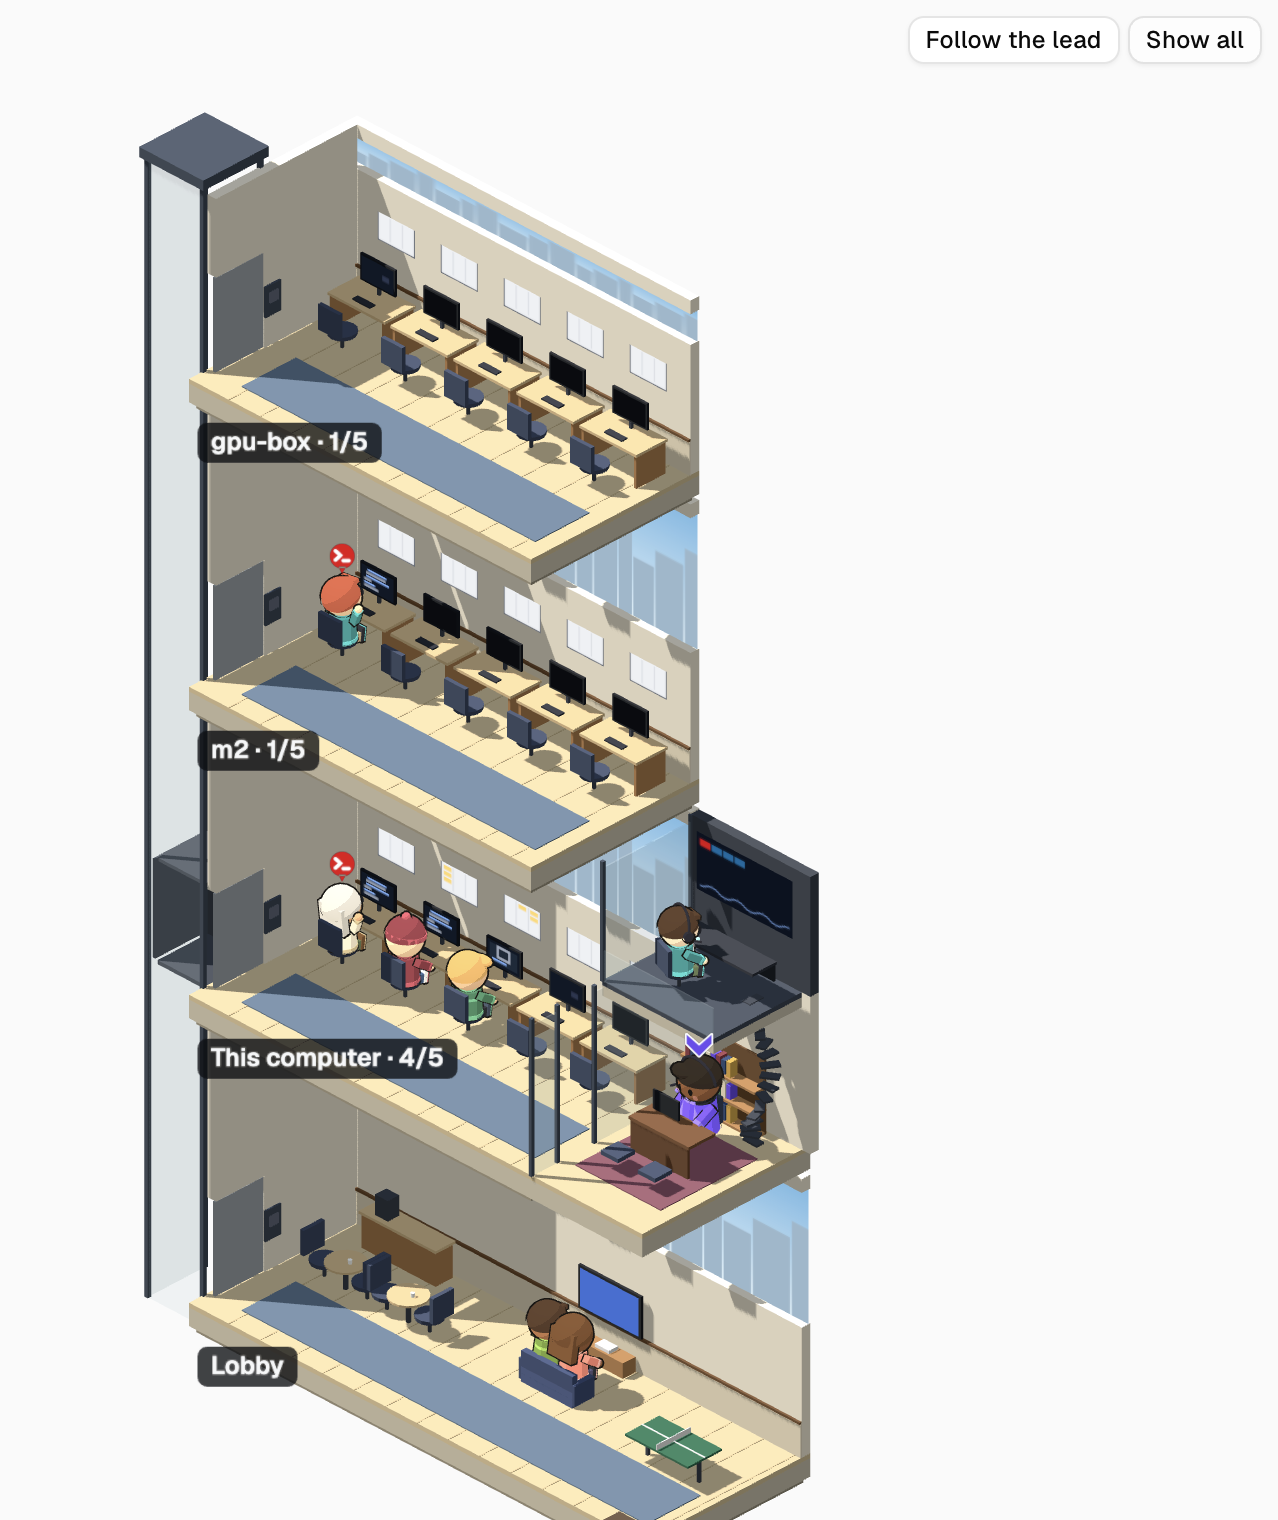 Follow the lead
Show all
gpu-box · 1/5
m2 · 1/5
This computer · 4/5
Lobby